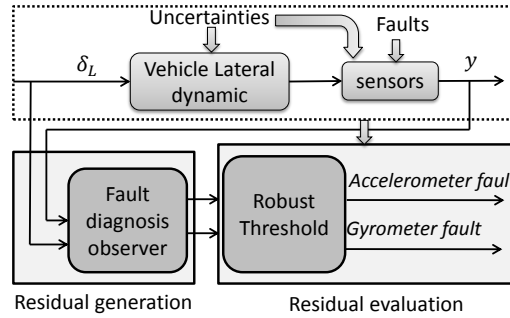 Uncertainties
Faults
δ_L
Vehicle Lateral
dynamic
sensors
y
Fault
diagnosis
observer
Robust
Threshold
Accelerometer faul
Gyrometer fault
Residual generation
Residual evaluation